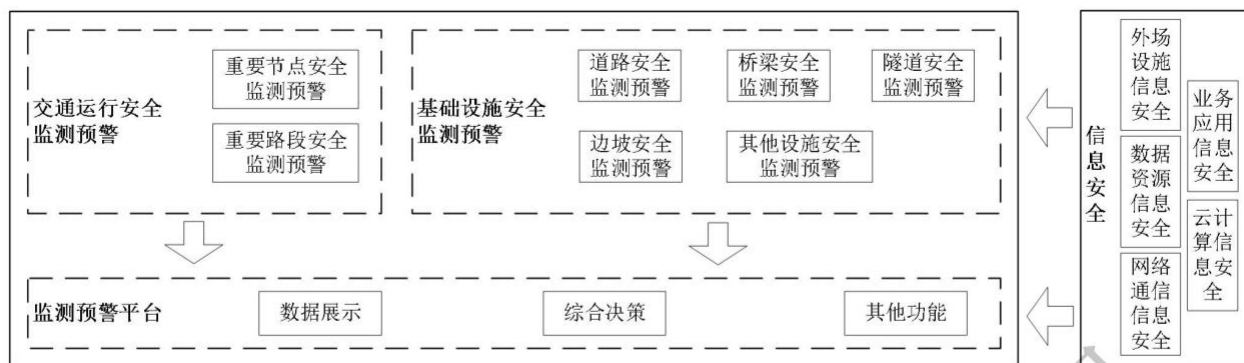 交通运行安全
监测预警
重要节点安全
监测预警
重要路段安全
监测预警
基础设施安全
监测预警
道路安全
监测预警
桥梁安全
监测预警
隧道安全
监测预警
边坡安全
监测预警
其他设施安全
监测预警
监测预警平台
数据展示
综合决策
其他功能
信息安全
外场
设施
信息
安全
数据
资源
信息
安全
网络
通信
信息
安全
业务
应用
信息
安全
云计
算信
息安
全